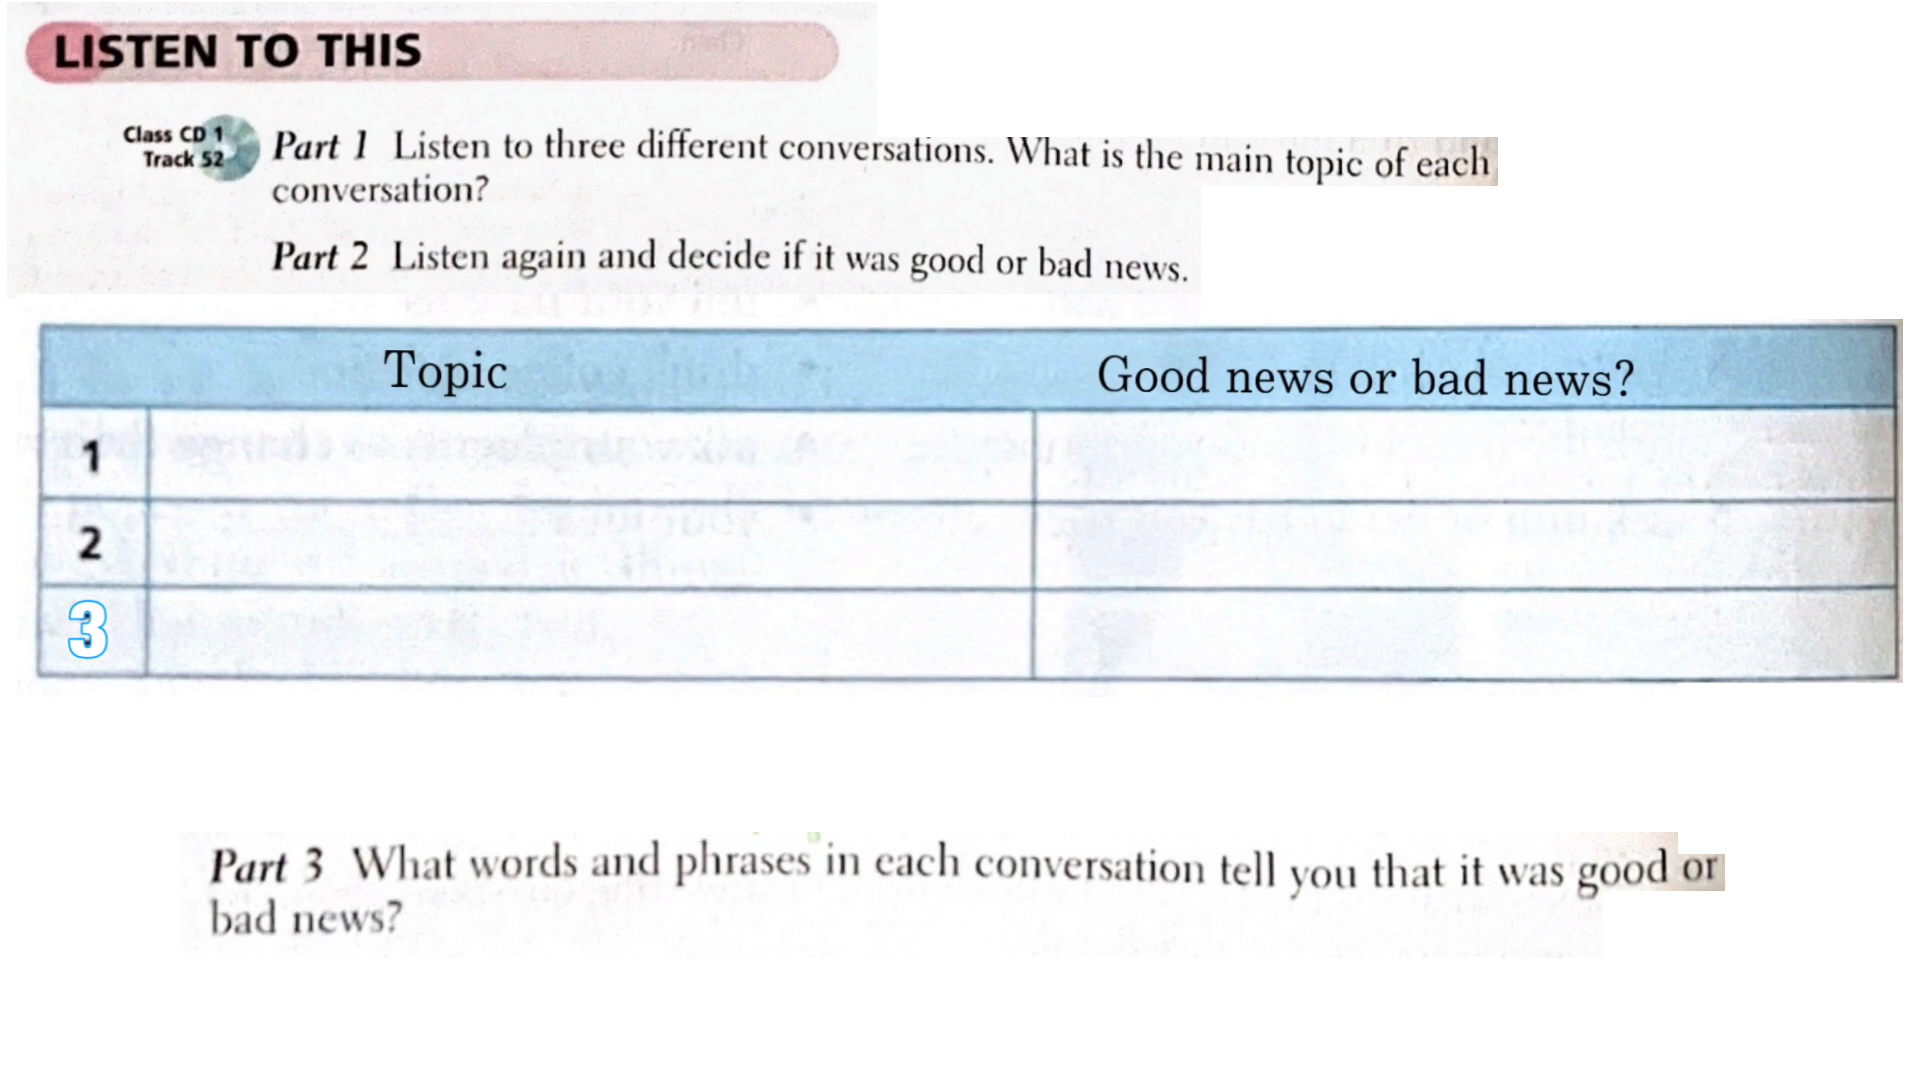 LISTEN TO THIS
Class CD 1
Track 52
Part 1 Listen to three different conversations. What is the main topic of each
conversation?
Part 2 Listen again and decide if it was good or bad news.
Topic Good news or bad news?
1
2
3
Part 3 What words and phrases in each conversation tell you that it was good or
bad news?